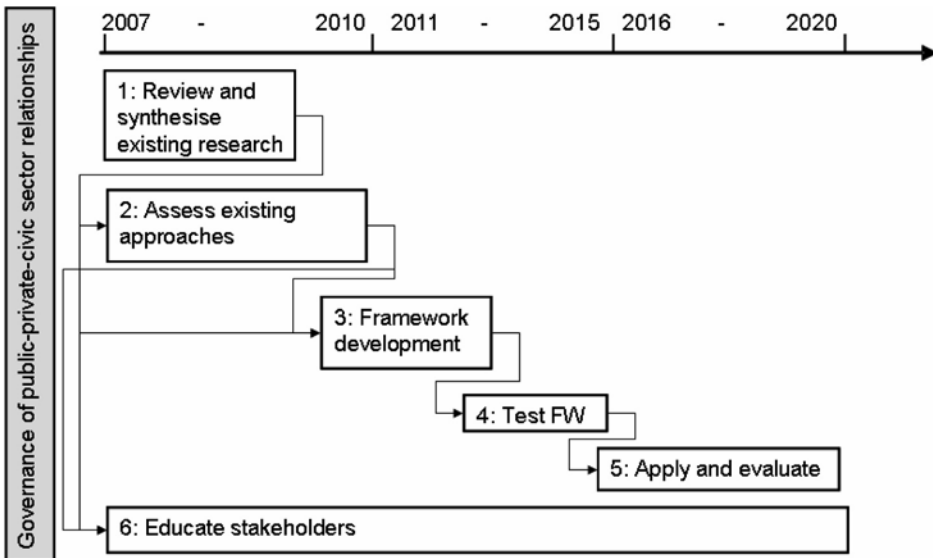 Governance of public-private-civic sector relationships
2007 - 2010 2011 - 2015 2016 - 2020
1: Review and
synthesise
existing research
2: Assess existing
approaches
3: Framework
development
4: Test FW
5: Apply and evaluate
6: Educate stakeholders